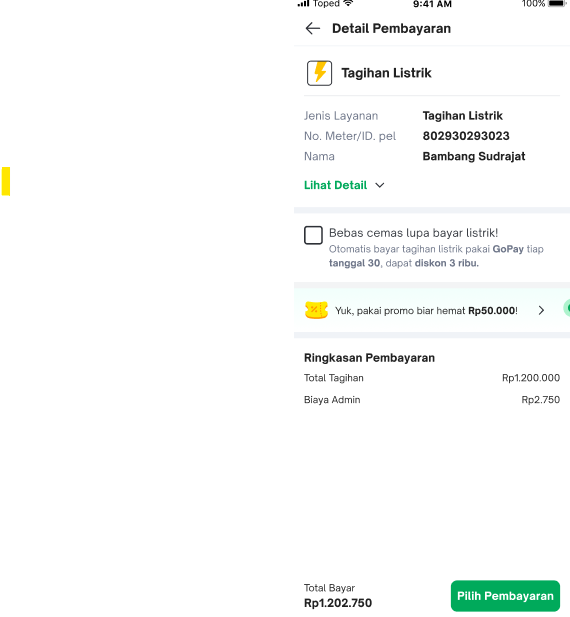 Toped 9:41 AM 100%
Detail Pembayaran
Tagihan Listrik
Jenis Layanan Tagihan Listrik
No. Meter/ID. pel 802930293023
Nama Bambang Sudrajat
Lihat Detail
Bebas cemas lupa bayar listrik!
Otomatis bayar tagihan listrik pakai GoPay tiap
tanggal 30, dapat diskon 3 ribu.
Yuk, pakai promo biar hemat Rp50.000!
Ringkasan Pembayaran
Total Tagihan Rp1.200.000
Biaya Admin Rp2.750
Total Bayar
Rp1.202.750
Pilih Pembayaran